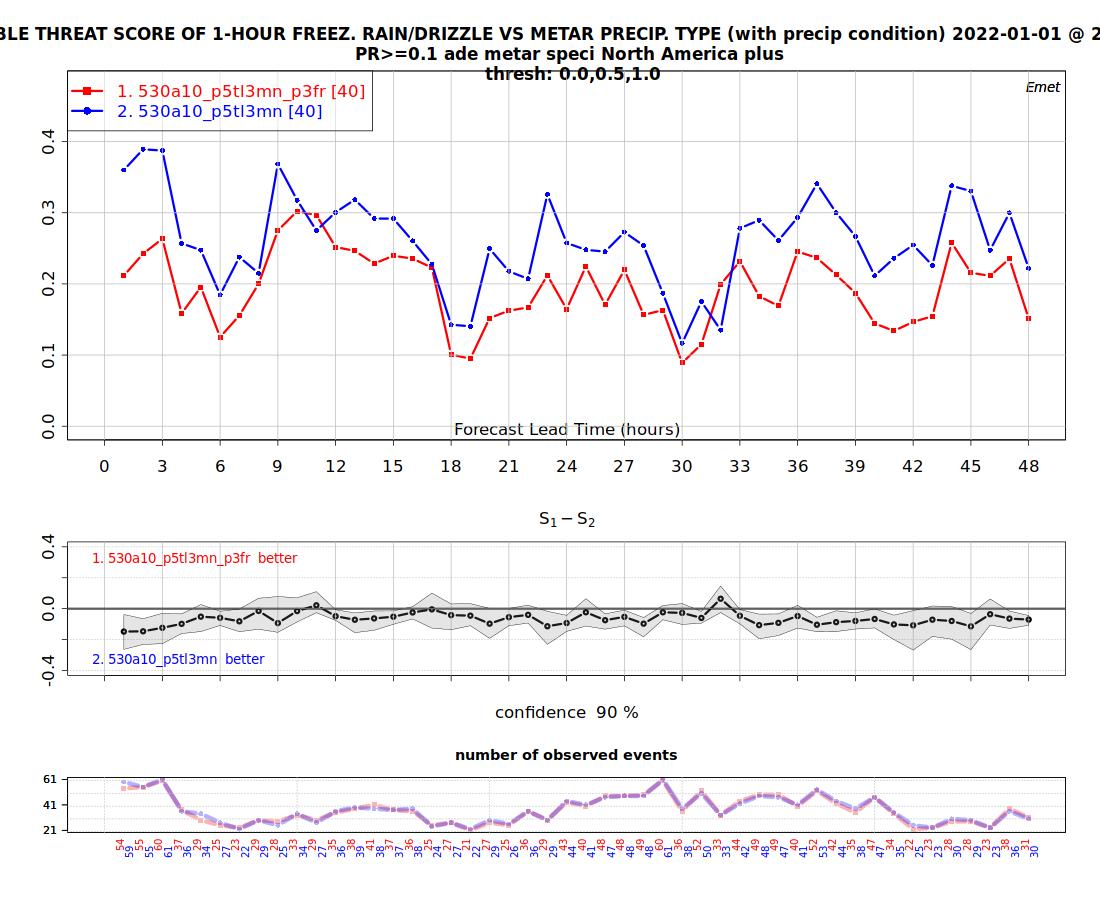 BLE THREAT SCORE OF 1-HOUR FREEZ. RAIN/DRIZZLE VS METAR PRECIP. TYPE (with precip condition) 2022-01-01 @ 2
PR>=0.1 ade metar speci North America plus
thresh: 0.0,0.5,1.0
Emet
1. 530a10_p5tl3mn_p3fr [40]
2. 530a10_p5tl3mn [40]
0.4
0.3
0.2
0.1
0.0
Forecast Lead Time (hours)
0 3 6 9 12 15 18 21 24 27 30 33 36 39 42 45 48
S1 − S2
0.4
0.0
-0.4
1. 530a10_p5tl3mn_p3fr better
2. 530a10_p5tl3mn better
confidence 90 %
number of observed events
61
41
21